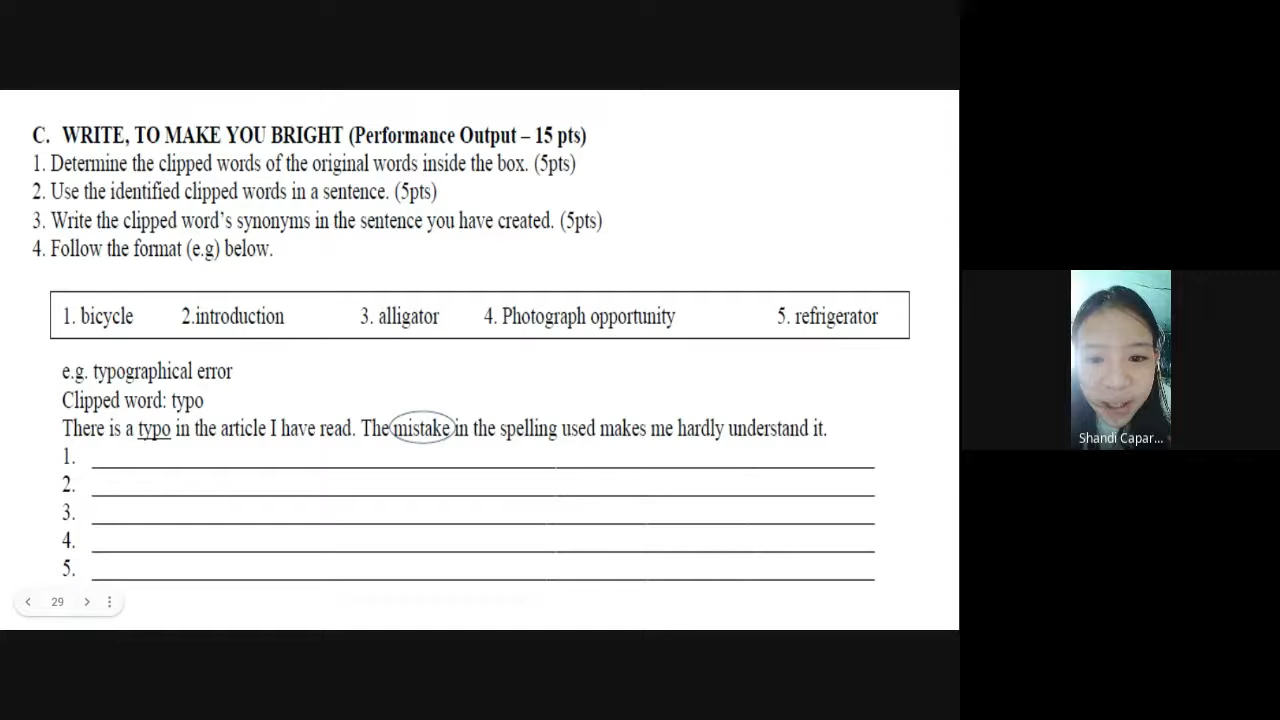 C. WRITE, TO MAKE YOU BRIGHT (Performance Output – 15 pts)
1. Determine the clipped words of the original words inside the box. (5pts)
2. Use the identified clipped words in a sentence. (5pts)
3. Write the clipped word's synonyms in the sentence you have created. (5pts)
4. Follow the format (e.g) below.
1. bicycle 2.introduction 3. alligator 4. Photograph opportunity 5. refrigerator
e.g. typographical error
Clipped word: typo
There is a typo in the article I have read. The mistake in the spelling used makes me hardly understand it.
1.
2.
3.
4.
5.
29
Shandi Capar...